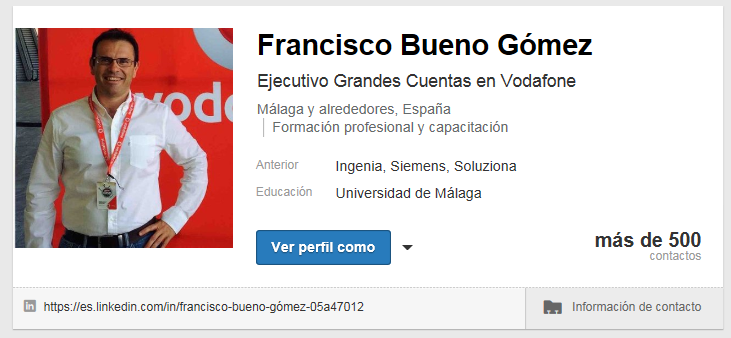 Francisco Bueno Gómez
Ejecutivo Grandes Cuentas en Vodafone
Málaga y alrededores, España
Formación profesional y capacitación
Anterior Ingenia, Siemens, Soluziona
Educación Universidad de Málaga
vodaf
Ver perfil como
más de 500
contactos
in https://es.linkedin.com/in/francisco-bueno-gómez-05a47012
Información de contacto